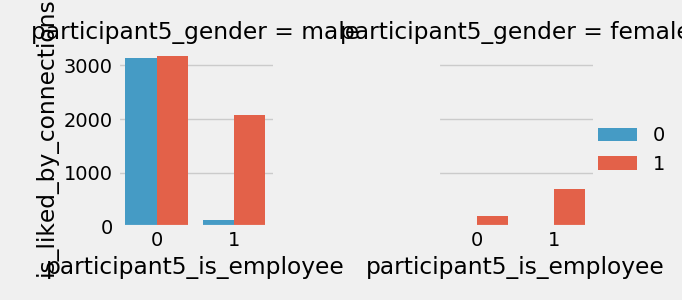 participant5_gender = male
participant5_gender = female
is_liked_by_connections
3000
2000
1000
0
0 1
0 1
participant5_is_employee
participant5_is_employee
0
1